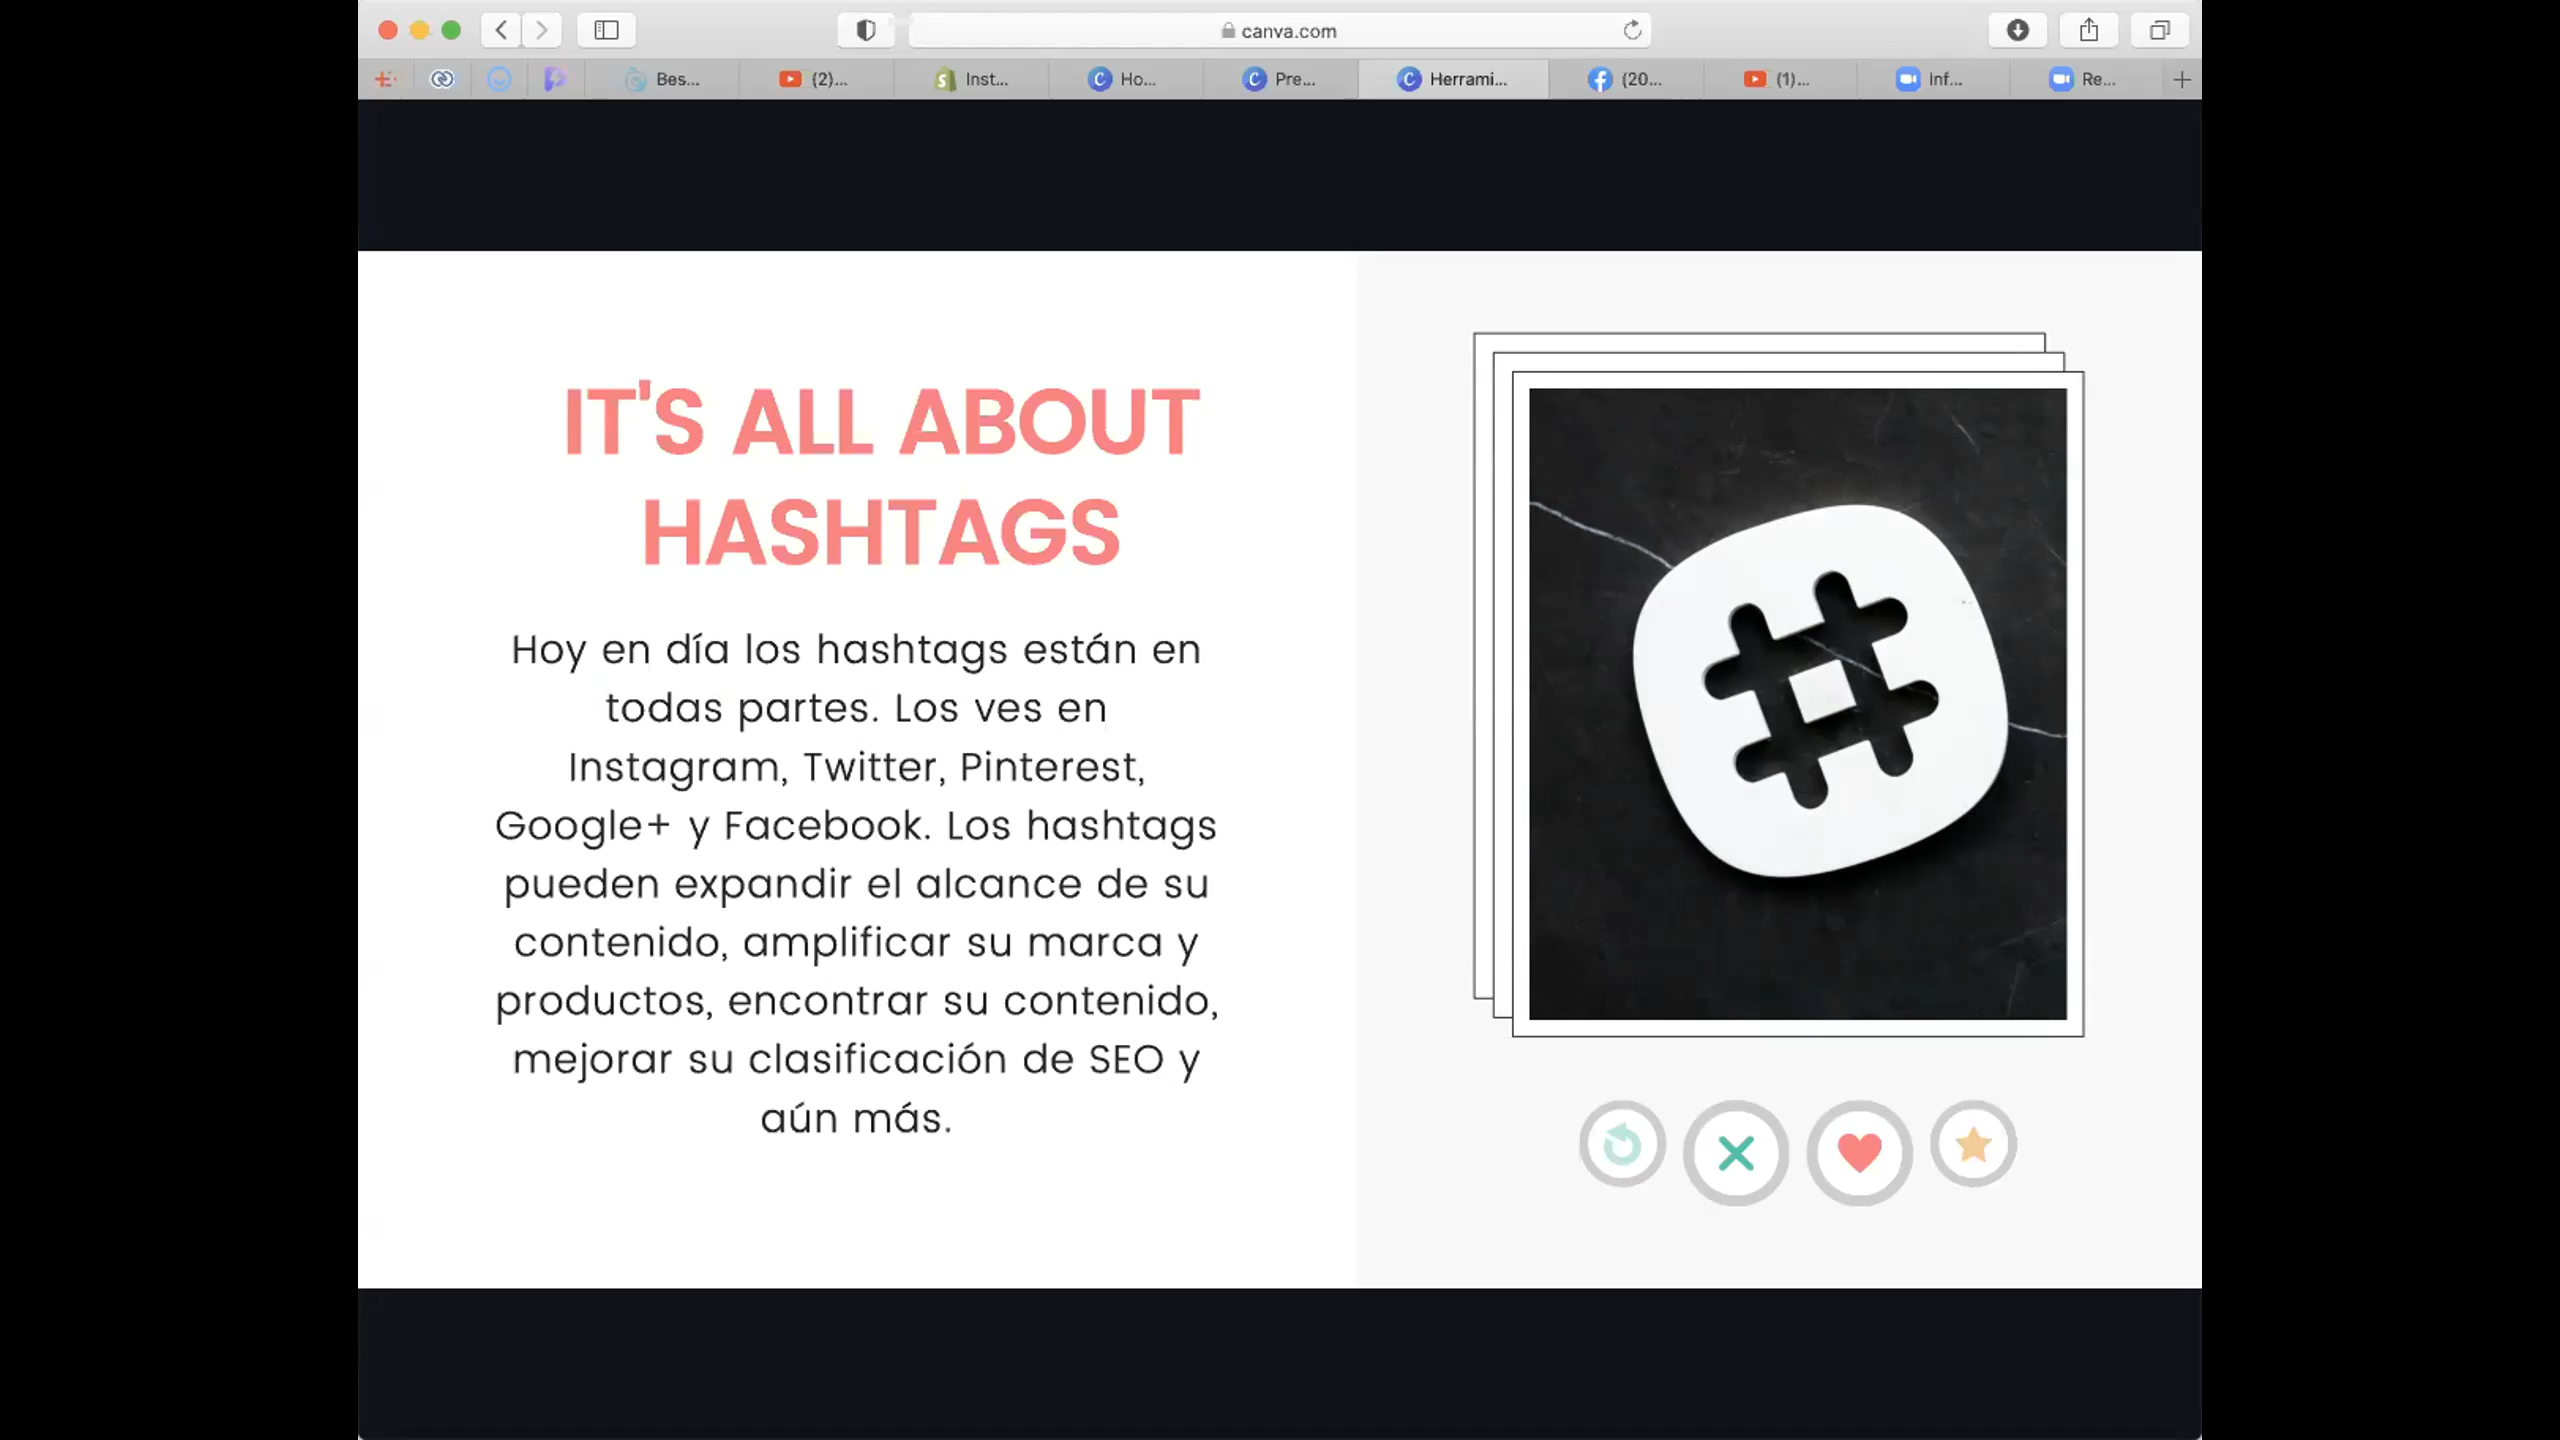 canva.com
Bes...
(2)...
Inst...
Ho...
Pre...
Herrami...
(20...
(1)...
Inf...
Re...
IT'S ALL ABOUT
HASHTAGS
Hoy en día los hashtags están en
todas partes. Los ves en
Instagram, Twitter, Pinterest,
Google+ y Facebook. Los hashtags
pueden expandir el alcance de su
contenido, amplificar su marca y
productos, encontrar su contenido,
mejorar su clasificación de SEO y
aún más.
#